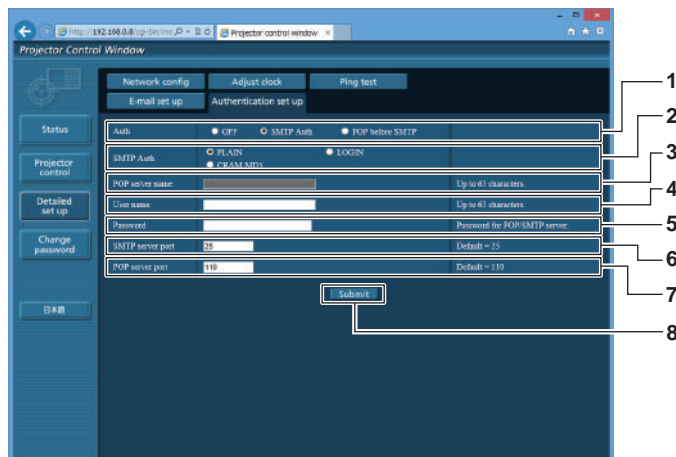 http://192.168.0.8/cgi-bin/
Projector control window
Projector Control Window
Network config Adjust clock Ping test
E-mail set up Authentication set up
Status
Projector control
Detailed set up
Change password
日本語
Auth OFF SMTP Auth POP before SMTP
SMTP Auth PLAIN LOGIN
CRAM-MD5
POP server name Up to 63 characters.
User name Up to 63 characters.
Password Password for POP/SMTP server.
SMTP server port 25 Default = 25
POP server port 110 Default = 110
Submit
1
2
3
4
5
6
7
8